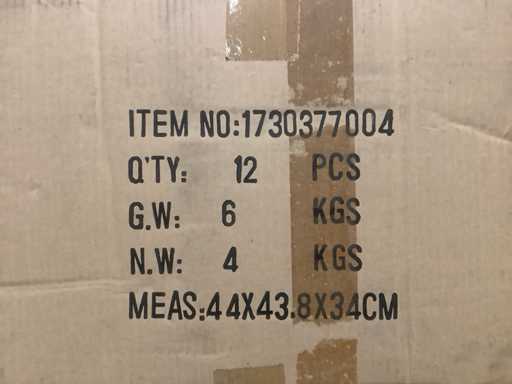 ITEM NO:1730377004
Q'TY: 12 PCS
G.W: 6 KGS
N.W: 4 KGS
MEAS:44X43.8X34CM